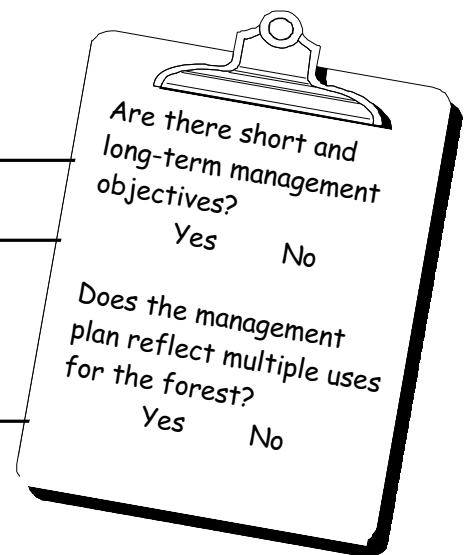 Are there short and
long-term management
objectives?
Yes No
Does the management
plan reflect multiple uses
for the forest?
Yes No